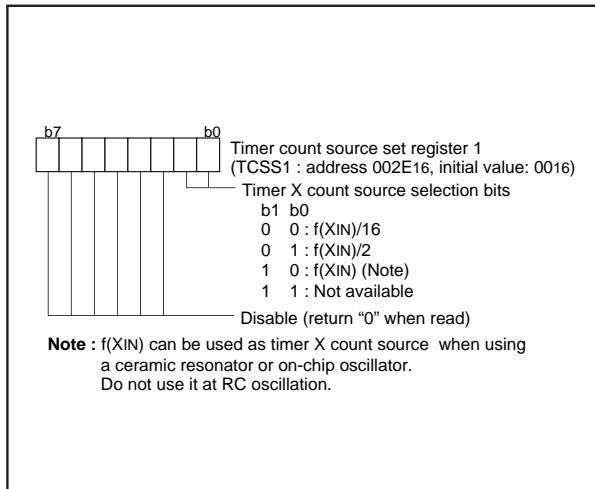 b7 b0
Timer count source set register 1
(TCSS1 : address 002E16, initial value: 0016)
Timer X count source selection bits
b1 b0
0 0 : f(XIN)/16
0 1 : f(XIN)/2
1 0 : f(XIN) (Note)
1 1 : Not available
Disable (return “0” when read)
Note : f(XIN) can be used as timer X count source when using
a ceramic resonator or on-chip oscillator.
Do not use it at RC oscillation.